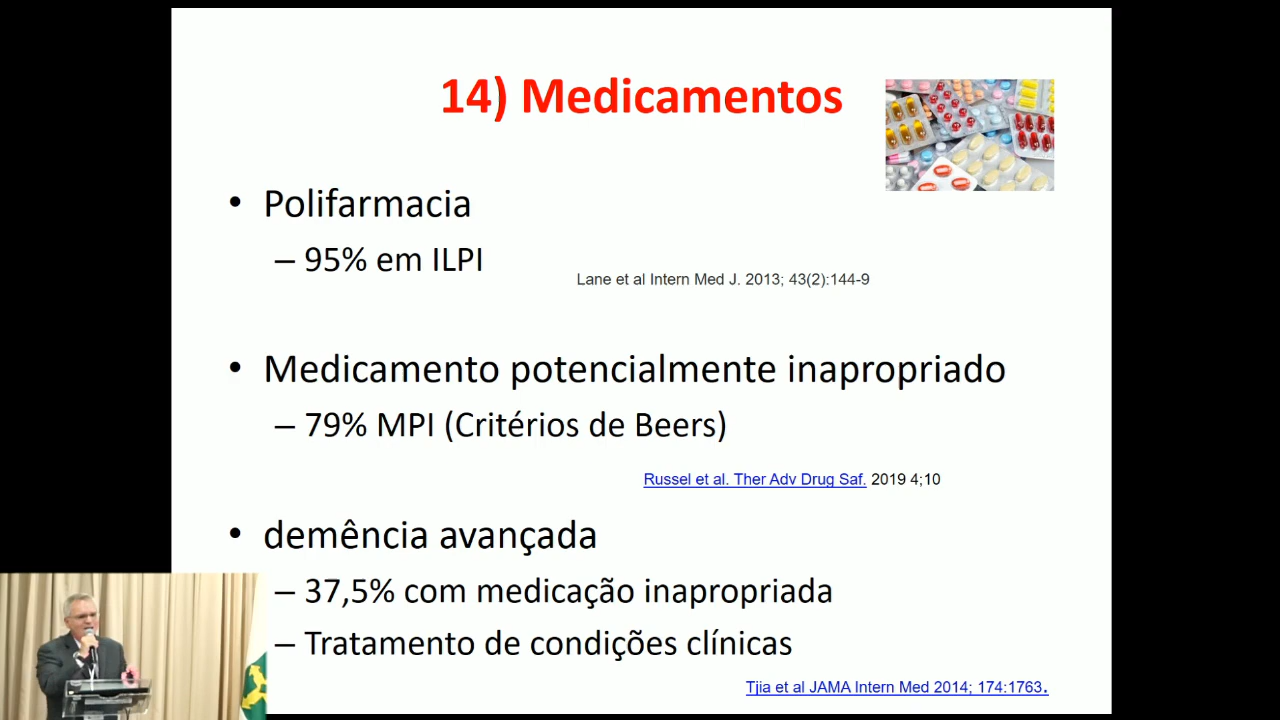 14) Medicamentos
• Polifarmacia
– 95% em ILPI
Lane et al Intern Med J. 2013; 43(2):144-9
• Medicamento potencialmente inapropriado
– 79% MPI (Critérios de Beers)
Russel et al. Ther Adv Drug Saf. 2019 4;10
• demência avançada
– 37,5% com medicação inapropriada
– Tratamento de condições clínicas
Tjia et al JAMA Intern Med 2014; 174:1763.